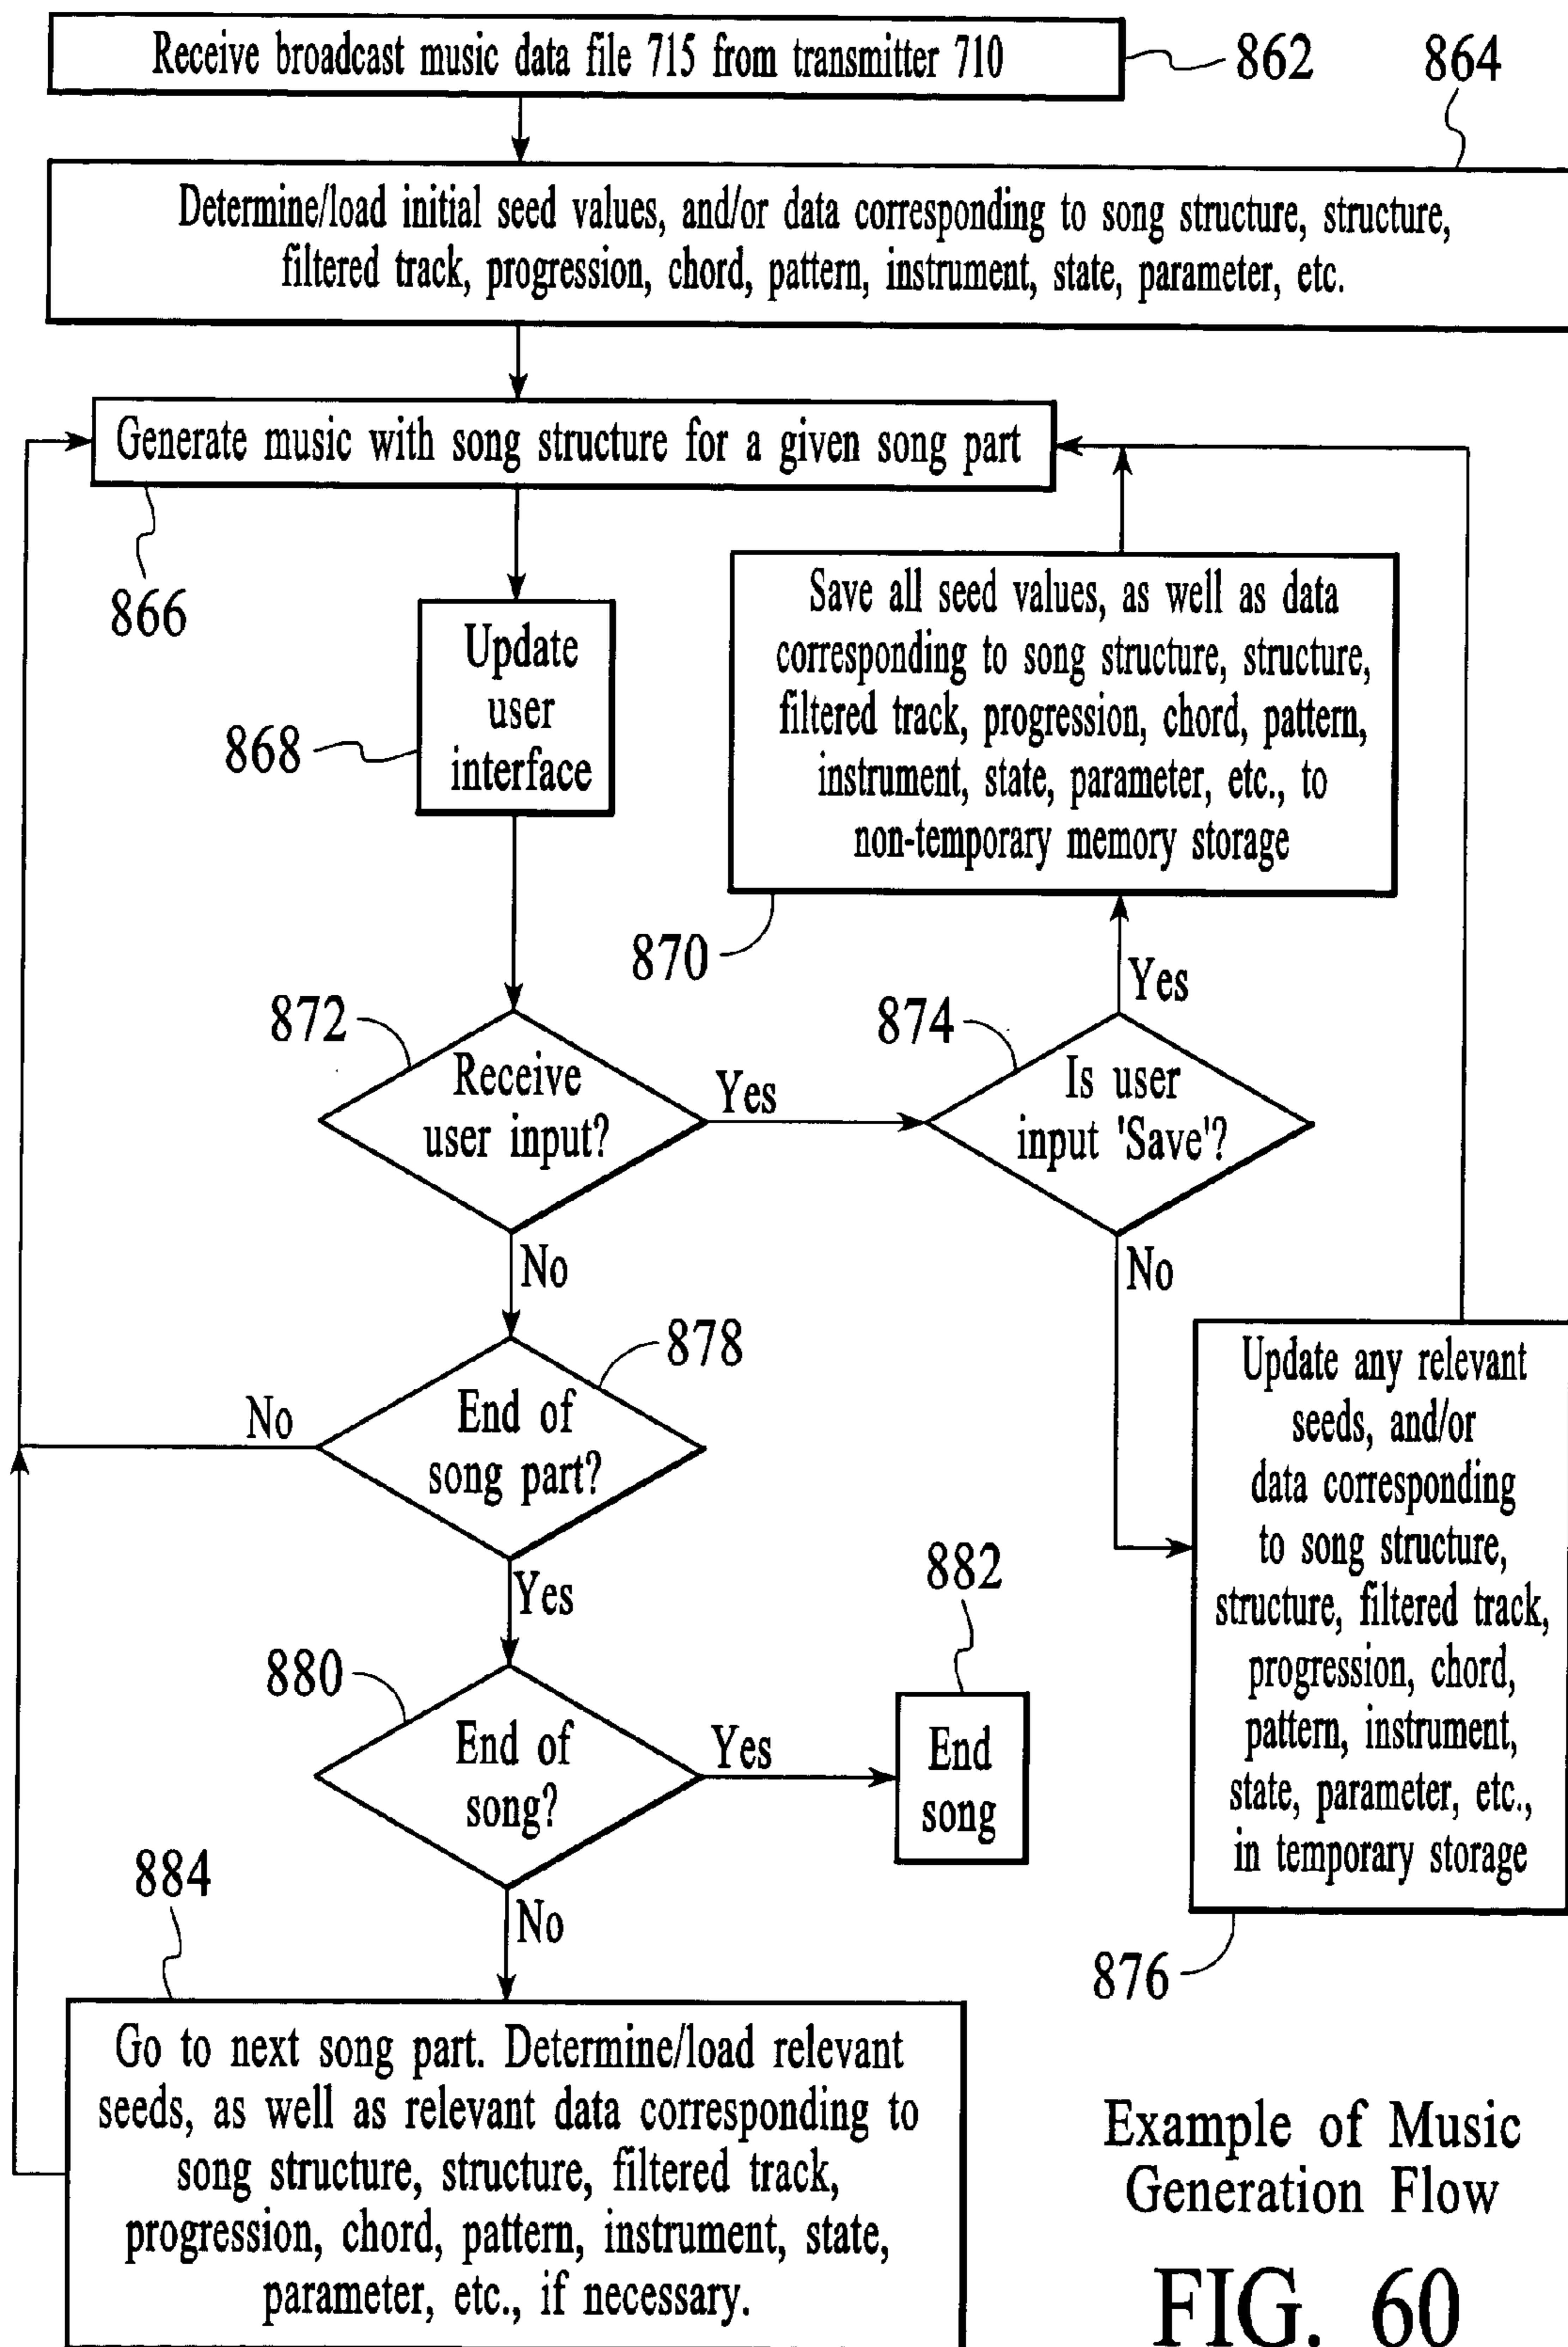 Receive broadcast music data file 715 from transmitter 710
862
864
Determine/load initial seed values, and/or data corresponding to song structure, structure,
filtered track, progression, chord, pattern, instrument, state, parameter, etc.
Generate music with song structure for a given song part
866
Update
user
interface
868
Save all seed values, as well as data
corresponding to song structure, structure,
filtered track, progression, chord, pattern,
instrument, state, parameter, etc., to
non-temporary memory storage
870
Yes
872
Receive
user input?
Yes
874
Is user
input 'Save'?
No
No
878
End of
song part?
No
Yes
Update any relevant
seeds, and/or
data corresponding
to song structure,
structure, filtered track,
progression, chord,
pattern, instrument,
state, parameter, etc.,
in temporary storage
876
880
End of
song?
Yes
882
End
song
No
884
Go to next song part. Determine/load relevant
seeds, as well as relevant data corresponding to
song structure, structure, filtered track,
progression, chord, pattern, instrument, state,
parameter, etc., if necessary.
Example of Music
Generation Flow
FIG. 60